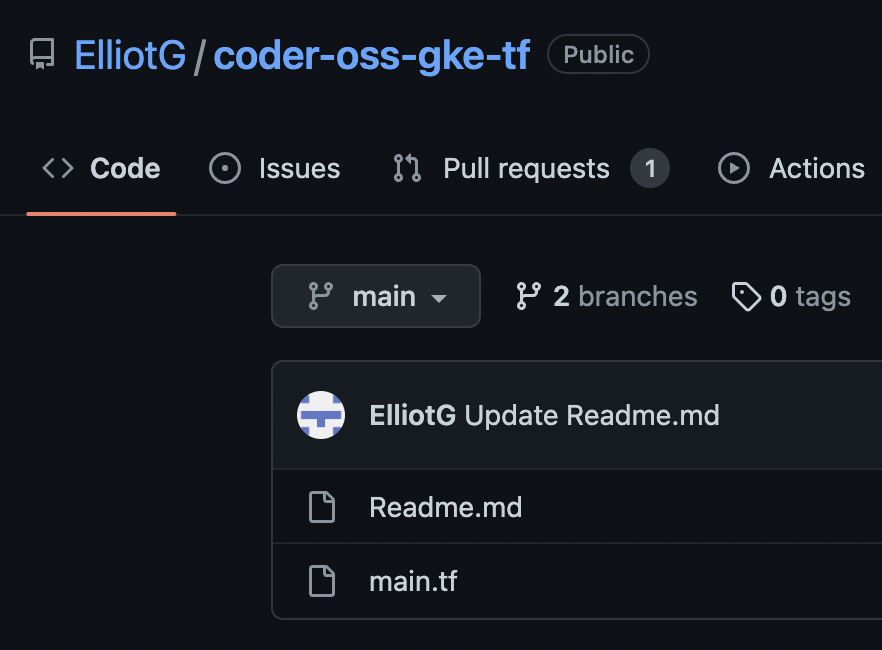 ElliotG / coder-oss-gke-tf Public
Code Issues Pull requests 1 Actions
main 2 branches 0 tags
ElliotG Update Readme.md
Readme.md
main.tf